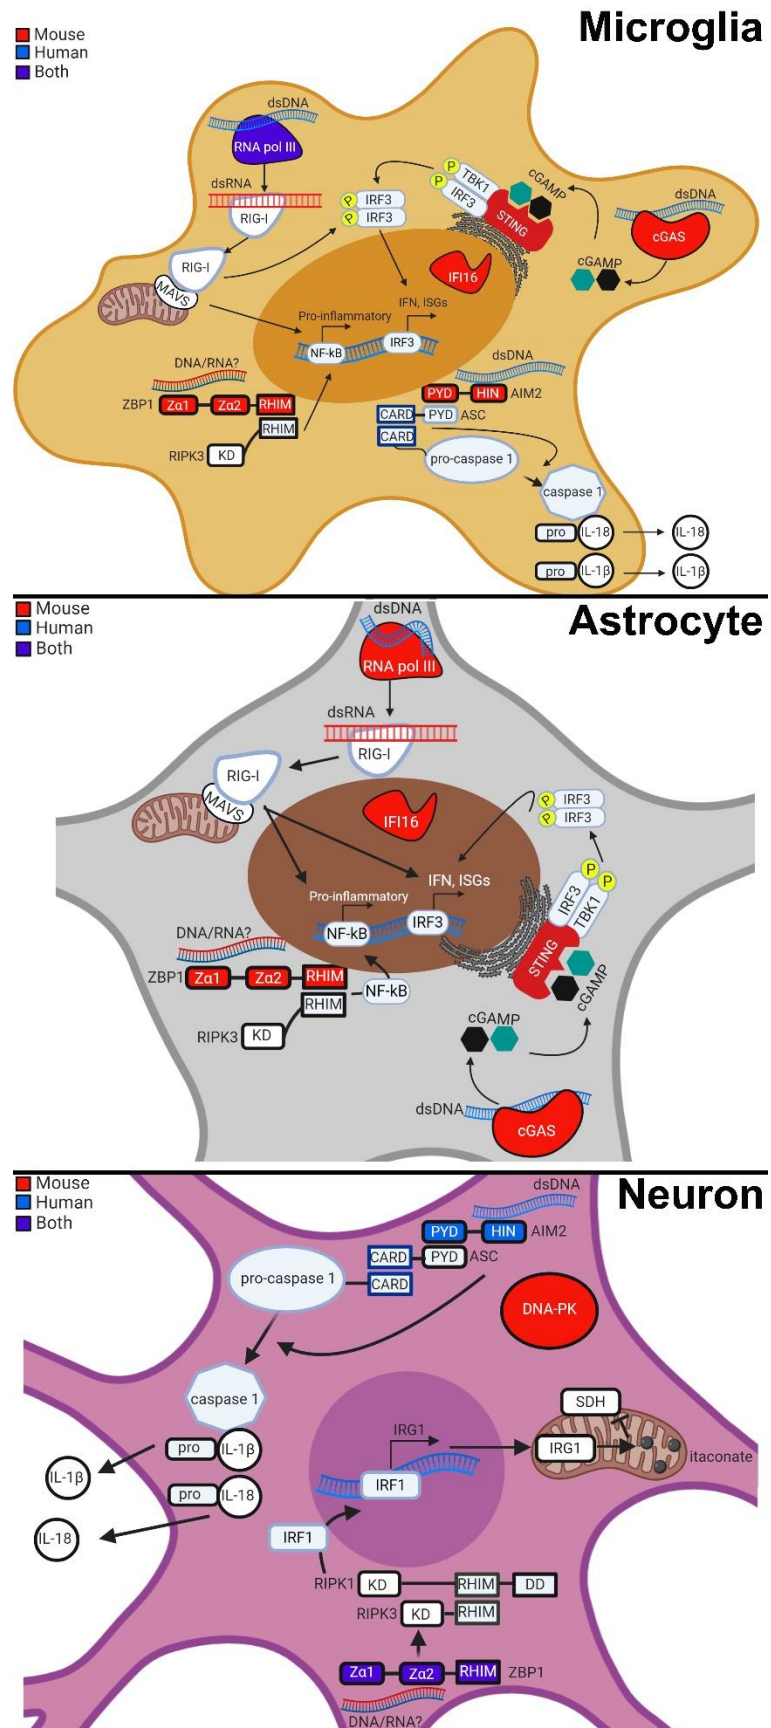 Microglia
Mouse
Human
Both
dsDNA
RNA pol III
dsRNA
RIG-I
RIG-I
MAVS
P IRF3
P IRF3
P TBK1
P IRF3
STING
cGAMP
dsDNA
cGAS
cGAMP
IFI16
IFN, ISGs
Pro-inflammatory
NF-kB
IRF3
DNA/RNA?
ZBP1 Zα1 Zα2 RHIM
RHIM
RIPK3 KD
dsDNA
PYD HIN AIM2
CARD PYD ASC
CARD
pro-caspase 1
caspase 1
pro IL-18 IL-18
pro IL-1β IL-1β
Astrocyte
Mouse
Human
Both
dsDNA
RNA pol III
dsRNA
RIG-I
RIG-I
MAVS
IFI16
P IRF3
P IRF3
P P
IRF3
TBK1
STING
cGAMP
IFN, ISGs
Pro-inflammatory
NF-kB
IRF3
DNA/RNA?
ZBP1 Zα1 Zα2 RHIM
RHIM
NF-kB
RIPK3 KD
cGAMP
dsDNA
cGAS
Neuron
Mouse
Human
Both
dsDNA
PYD HIN AIM2
CARD PYD ASC
pro-caspase 1 CARD
DNA-PK
caspase 1
pro IL-1β
IL-1β
pro IL-18
IL-18
IRG1
IRF1
IRF1
SDH
IRG1
itaconate
RIPK1 KD RHIM DD
RIPK3 KD RHIM
Zα1 Zα2 RHIM ZBP1
DNA/RNA?